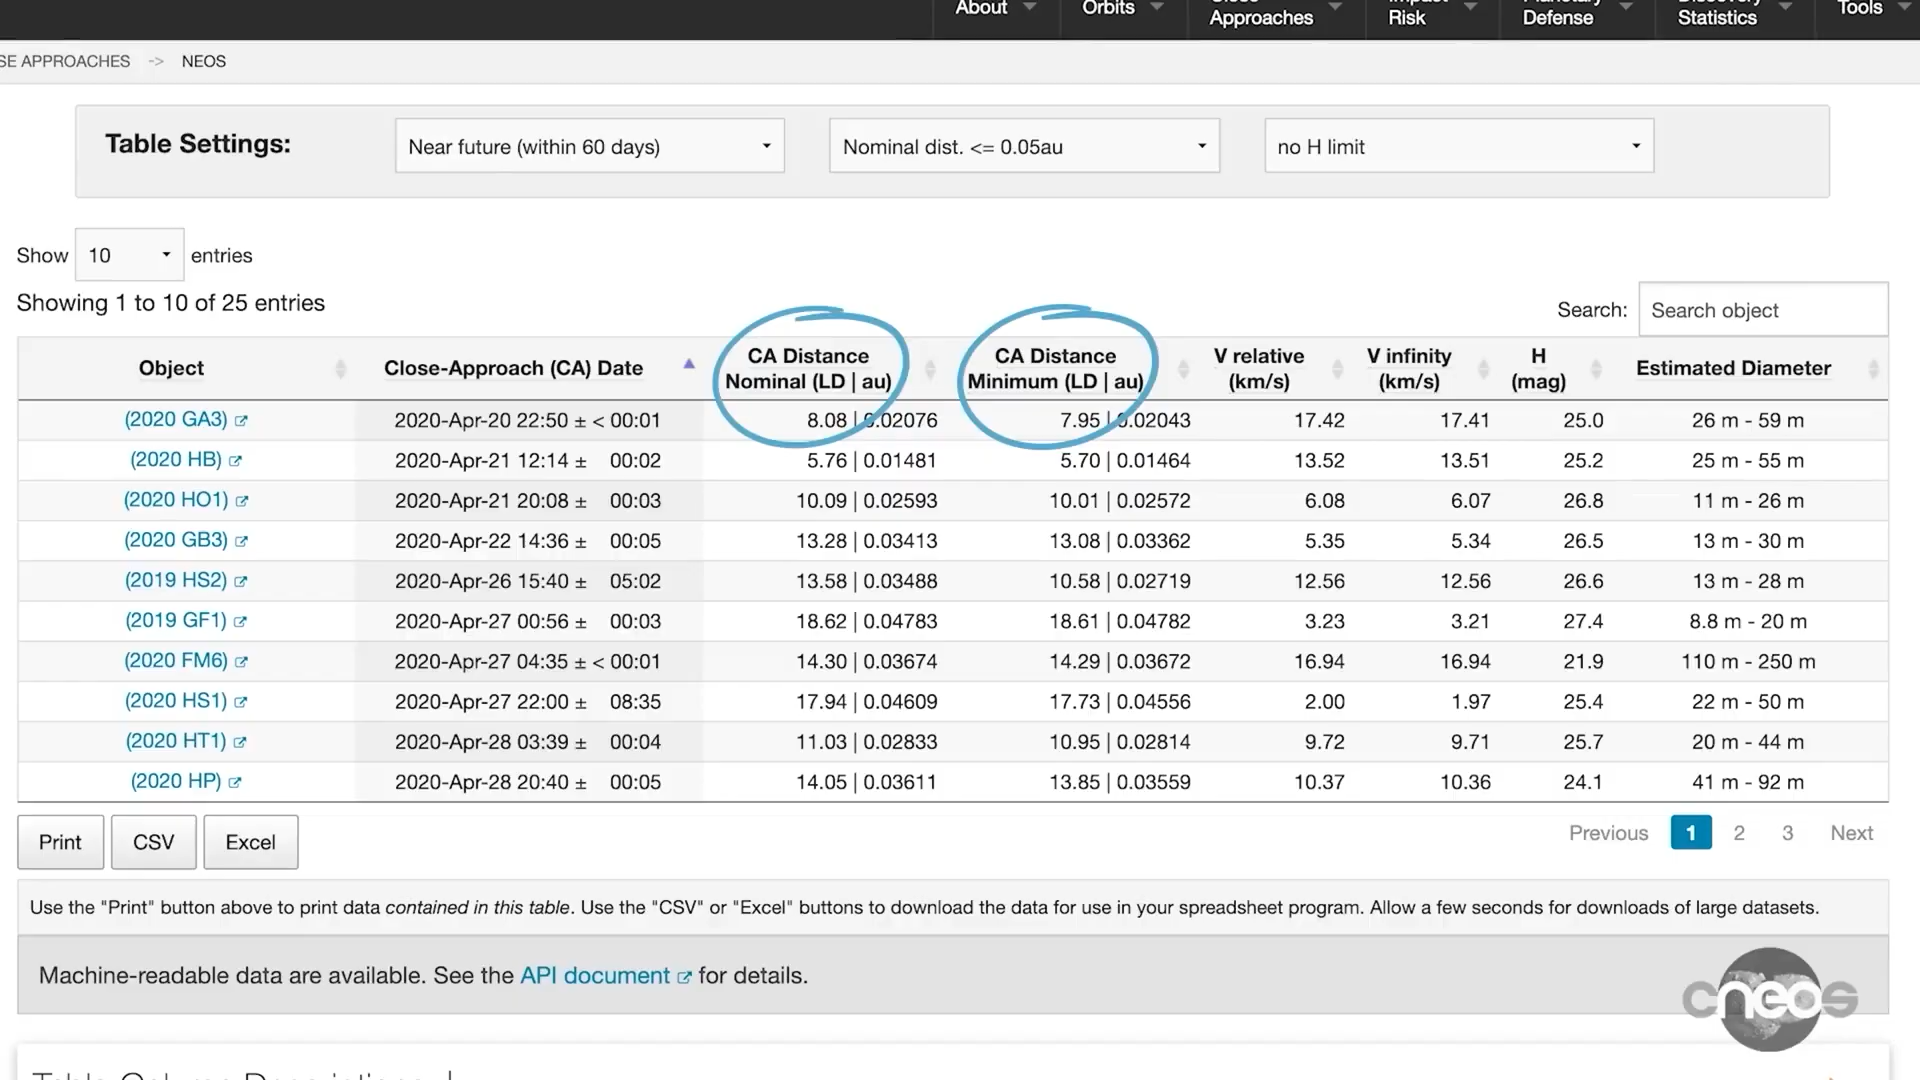 About Orbits Close Approaches Impact Risk Planetary Defense Discovery Statistics Tools
SE APPROACHES -> NEOS
Table Settings: Near future (within 60 days) Nominal dist. <= 0.05au no H limit
Show 10 entries
Showing 1 to 10 of 25 entries
Search: Search object
Object Close-Approach (CA) Date CA Distance Nominal (LD | au) CA Distance Minimum (LD | au) V relative (km/s) V infinity (km/s) H (mag) Estimated Diameter
(2020 GA3) 2020-Apr-20 22:50 ± < 00:01 8.08 | 0.02076 7.95 | 0.02043 17.42 17.41 25.0 26 m - 59 m
(2020 HB) 2020-Apr-21 12:14 ± 00:02 5.76 | 0.01481 5.70 | 0.01464 13.52 13.51 25.2 25 m - 55 m
(2020 HO1) 2020-Apr-21 20:08 ± 00:03 10.09 | 0.02593 10.01 | 0.02572 6.08 6.07 26.8 11 m - 26 m
(2020 GB3) 2020-Apr-22 14:36 ± 00:05 13.28 | 0.03413 13.08 | 0.03362 5.35 5.34 26.5 13 m - 30 m
(2019 HS2) 2020-Apr-26 15:40 ± 05:02 13.58 | 0.03488 10.58 | 0.02719 12.56 12.56 26.6 13 m - 28 m
(2019 GF1) 2020-Apr-27 00:56 ± 00:03 18.62 | 0.04783 18.61 | 0.04782 3.23 3.21 27.4 8.8 m - 20 m
(2020 FM6) 2020-Apr-27 04:35 ± < 00:01 14.30 | 0.03674 14.29 | 0.03672 16.94 16.94 21.9 110 m - 250 m
(2020 HS1) 2020-Apr-27 22:00 ± 08:35 17.94 | 0.04609 17.73 | 0.04556 2.00 1.97 25.4 22 m - 50 m
(2020 HT1) 2020-Apr-28 03:39 ± 00:04 11.03 | 0.02833 10.95 | 0.02814 9.72 9.71 25.7 20 m - 44 m
(2020 HP) 2020-Apr-28 20:40 ± 00:05 14.05 | 0.03611 13.85 | 0.03559 10.37 10.36 24.1 41 m - 92 m
Print CSV Excel
Previous 1 2 3 Next
Use the "Print" button above to print data contained in this table. Use the "CSV" or "Excel" buttons to download the data for use in your spreadsheet program. Allow a few seconds for downloads of large datasets.
Machine-readable data are available. See the API document for details.
cneos
Table Column Descriptions